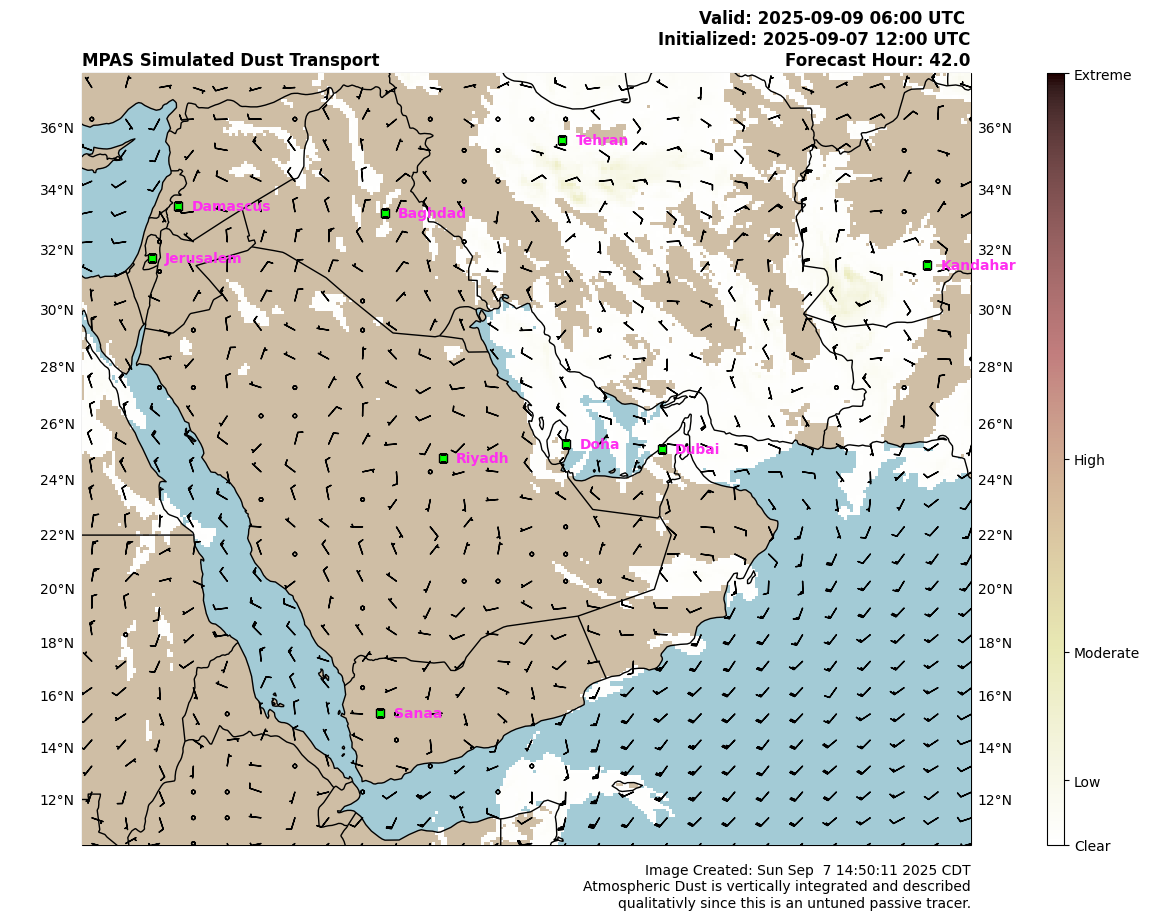 Valid: 2025-09-09 06:00 UTC
Initialized: 2025-09-07 12:00 UTC
MPAS Simulated Dust Transport
Forecast Hour: 42.0
Extreme
36°N
36°N
Tehran
34°N
34°N
Damascus
Baghdad
32°N
32°N
Jerusalem
Kandahar
30°N
30°N
28°N
28°N
26°N
26°N
Doha
Dubai
Riyadh
High
24°N
24°N
22°N
22°N
20°N
20°N
18°N
18°N
Moderate
16°N
16°N
Sanaa
14°N
14°N
Low
12°N
12°N
Clear
Image Created: Sun Sep  7 14:50:11 2025 CDT
Atmospheric Dust is vertically integrated and described
qualitativly since this is an untuned passive tracer.